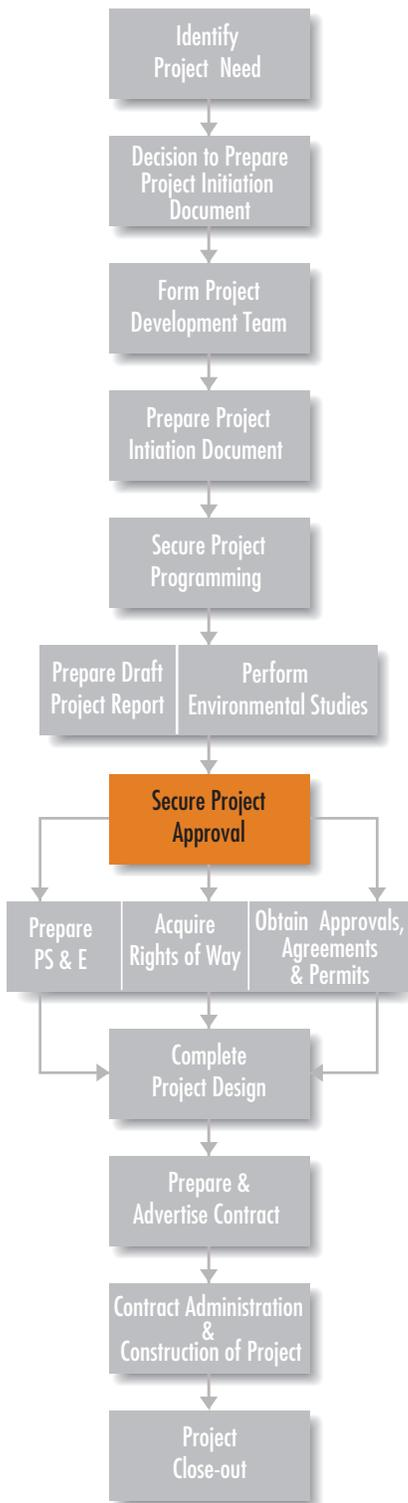 Identify
Project Need
Decision to Prepare
Project Initiation
Document
Form Project
Development Team
Prepare Project
Intiation Document
Secure Project
Programming
Prepare Draft
Project Report
Perform
Environmental Studies
Secure Project
Approval
Prepare
PS & E
Acquire
Rights of Way
Obtain Approvals,
Agreements
& Permits
Complete
Project Design
Prepare &
Advertise Contract
Contract Administration
&
Construction of Project
Project
Close-out